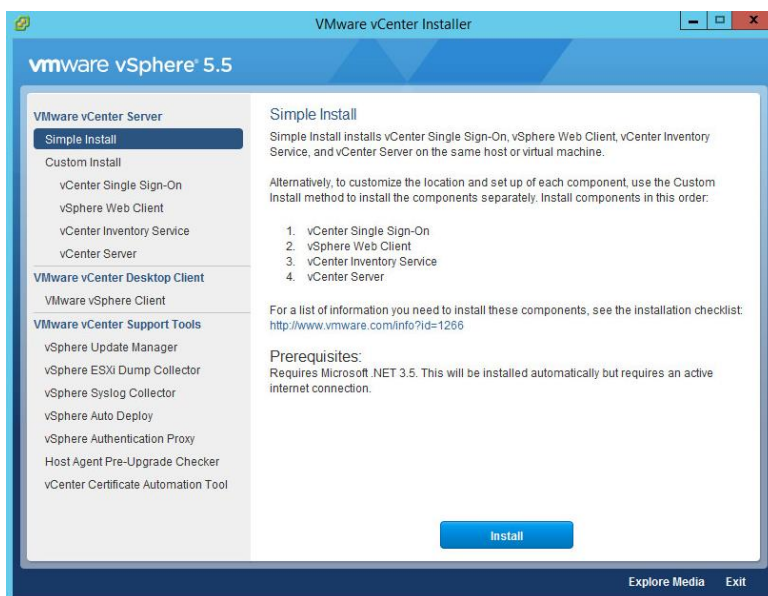 VMware vCenter Installer
vmware vSphere® 5.5
VMware vCenter Server
Simple Install
Custom Install
vCenter Single Sign-On
vSphere Web Client
vCenter Inventory Service
vCenter Server
VMware vCenter Desktop Client
VMware vSphere Client
VMware vCenter Support Tools
vSphere Update Manager
vSphere ESXi Dump Collector
vSphere Syslog Collector
vSphere Auto Deploy
vSphere Authentication Proxy
Host Agent Pre-Upgrade Checker
vCenter Certificate Automation Tool
Simple Install
Simple Install installs vCenter Single Sign-On, vSphere Web Client, vCenter Inventory
Service, and vCenter Server on the same host or virtual machine.
Alternatively, to customize the location and set up of each component, use the Custom
Install method to install the components separately. Install components in this order:
1. vCenter Single Sign-On
2. vSphere Web Client
3. vCenter Inventory Service
4. vCenter Server
For a list of information you need to install these components, see the installation checklist:
http://www.vmware.com/info?id=1266
Prerequisites:
Requires Microsoft .NET 3.5. This will be installed automatically but requires an active
internet connection.
Install
Explore Media Exit